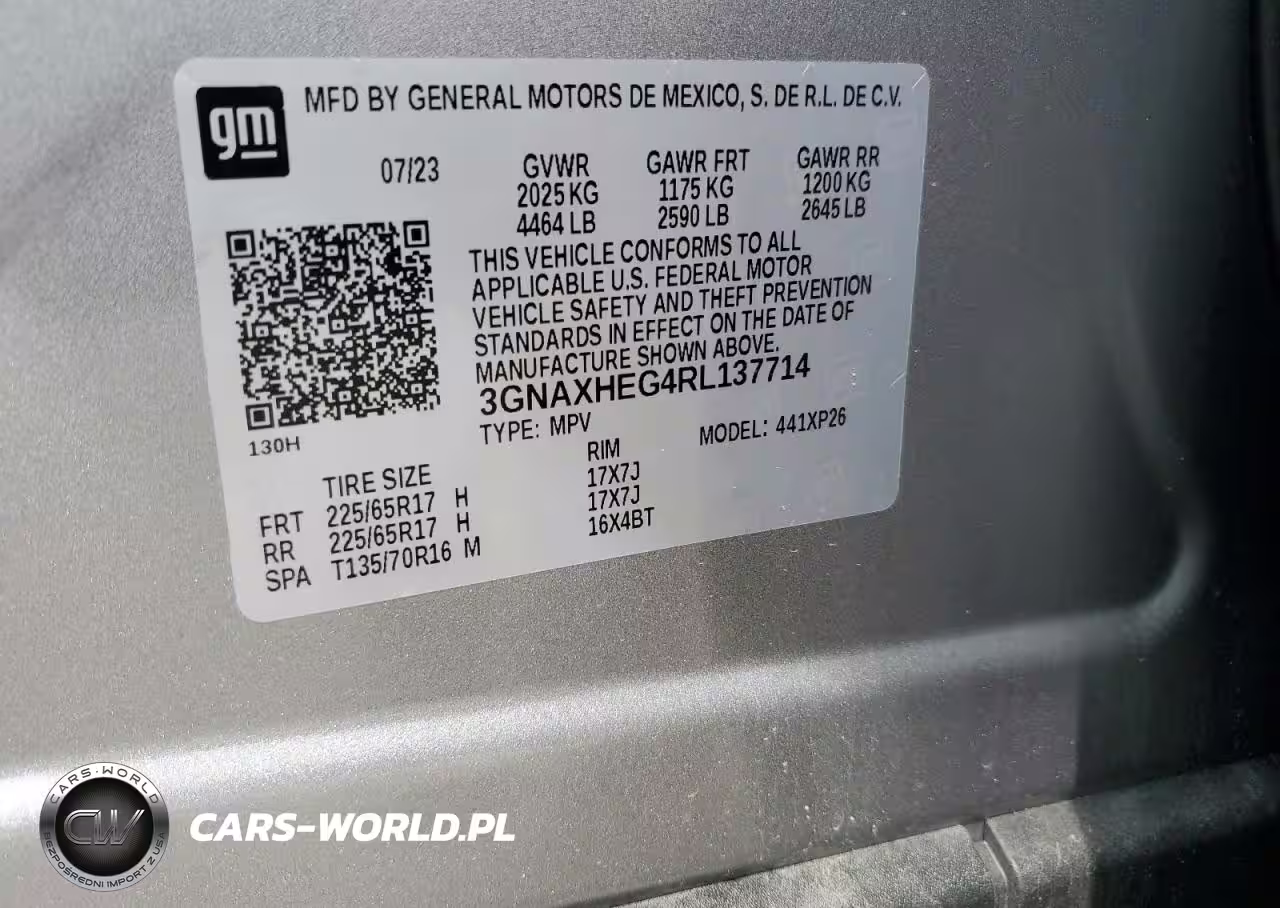 gm
MFD BY GENERAL MOTORS DE MEXICO, S. DE R.L. DE C.V.
07/23 GVWR GAWR FRT GAWR RR
2025 KG 1175 KG 1200 KG
4464 LB 2590 LB 2645 LB
THIS VEHICLE CONFORMS TO ALL
APPLICABLE U.S. FEDERAL MOTOR
VEHICLE SAFETY AND THEFT PREVENTION
STANDARDS IN EFFECT ON THE DATE OF
MANUFACTURE SHOWN ABOVE.
3GNAXHEG4RL137714
130H
TYPE: MPV MODEL: 441XP26
TIRE SIZE RIM
FRT 225/65R17 H 17X7J
RR 225/65R17 H 17X7J
SPA T135/70R16 M 16X4BT
CARS-WORLD
CW
BEZPOŚREDNI IMPORT Z USA
CARS-WORLD.PL